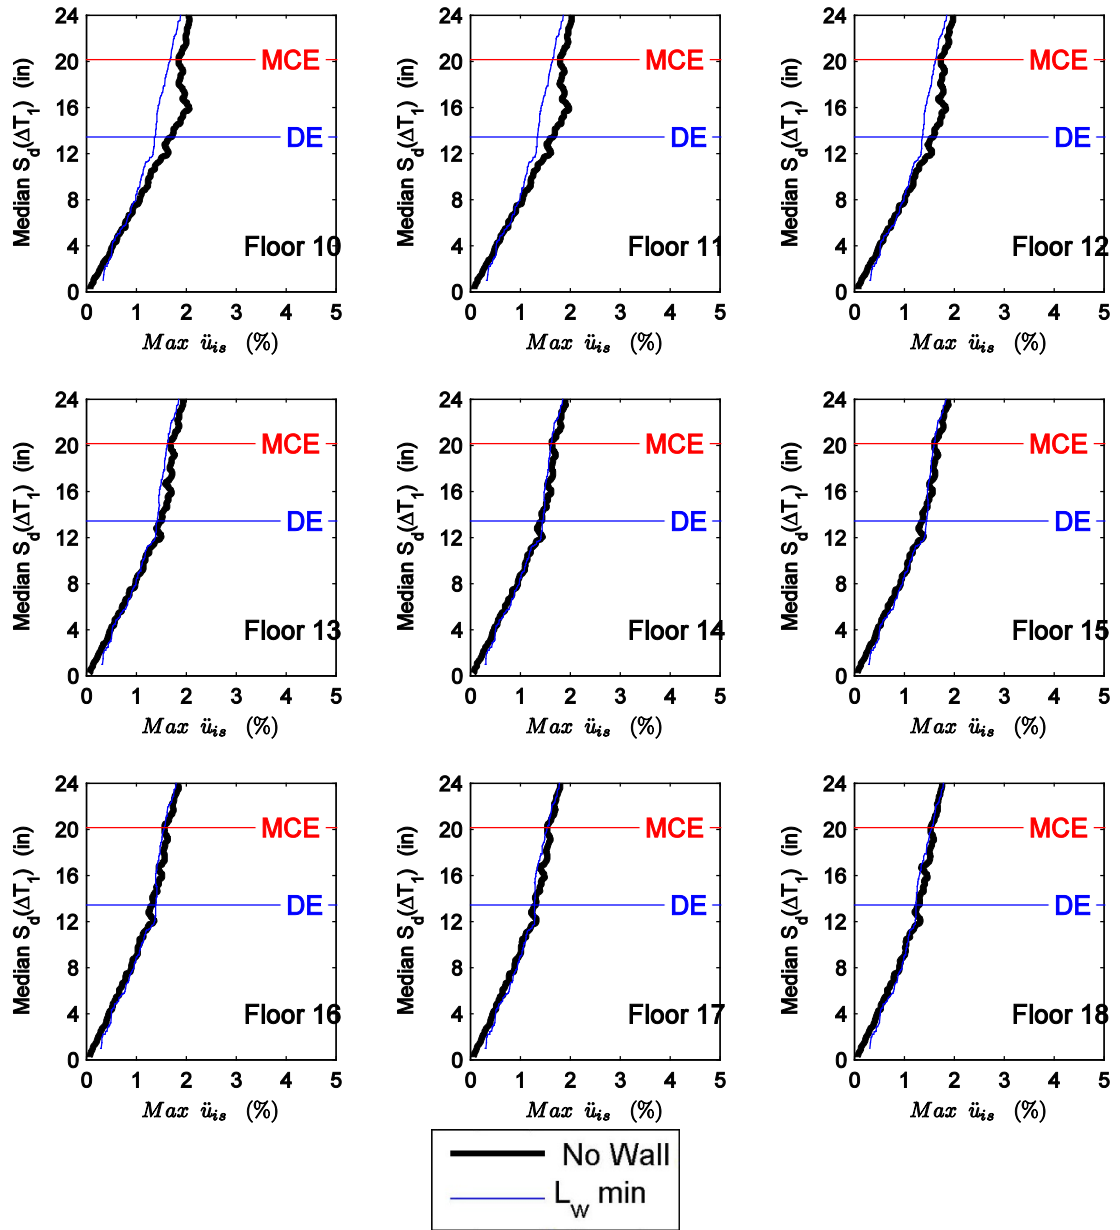 Median S_d(ΔT_1) (in)
24
20
16
12
8
4
0
MCE
DE
Floor 10
0 1 2 3 4 5
Max ü_is (%)
Median S_d(ΔT_1) (in)
24
20
16
12
8
4
0
MCE
DE
Floor 11
0 1 2 3 4 5
Max ü_is (%)
Median S_d(ΔT_1) (in)
24
20
16
12
8
4
0
MCE
DE
Floor 12
0 1 2 3 4 5
Max ü_is (%)
Median S_d(ΔT_1) (in)
24
20
16
12
8
4
0
MCE
DE
Floor 13
0 1 2 3 4 5
Max ü_is (%)
Median S_d(ΔT_1) (in)
24
20
16
12
8
4
0
MCE
DE
Floor 14
0 1 2 3 4 5
Max ü_is (%)
Median S_d(ΔT_1) (in)
24
20
16
12
8
4
0
MCE
DE
Floor 15
0 1 2 3 4 5
Max ü_is (%)
Median S_d(ΔT_1) (in)
24
20
16
12
8
4
0
MCE
DE
Floor 16
0 1 2 3 4 5
Max ü_is (%)
Median S_d(ΔT_1) (in)
24
20
16
12
8
4
0
MCE
DE
Floor 17
0 1 2 3 4 5
Max ü_is (%)
Median S_d(ΔT_1) (in)
24
20
16
12
8
4
0
MCE
DE
Floor 18
0 1 2 3 4 5
Max ü_is (%)
No Wall
L_w min